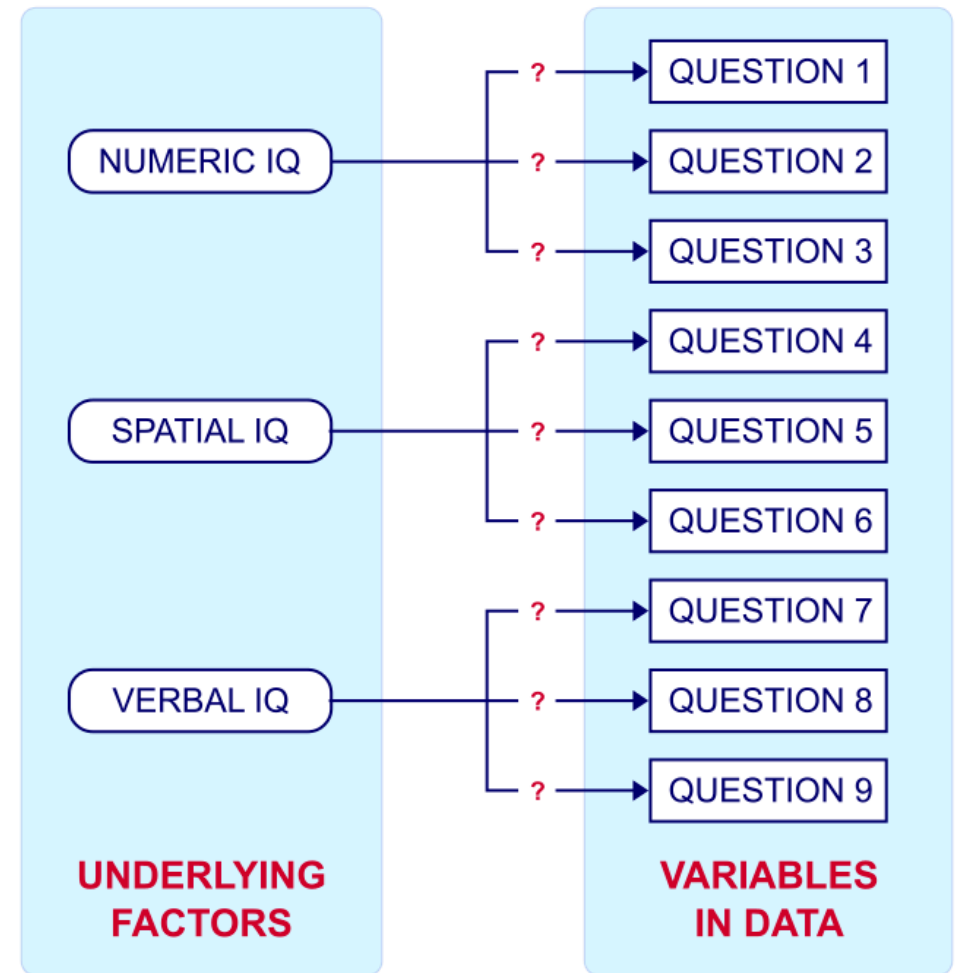 NUMERIC IQ
? QUESTION 1
? QUESTION 2
? QUESTION 3
SPATIAL IQ
? QUESTION 4
? QUESTION 5
? QUESTION 6
VERBAL IQ
? QUESTION 7
? QUESTION 8
? QUESTION 9
UNDERLYING
FACTORS
VARIABLES
IN DATA